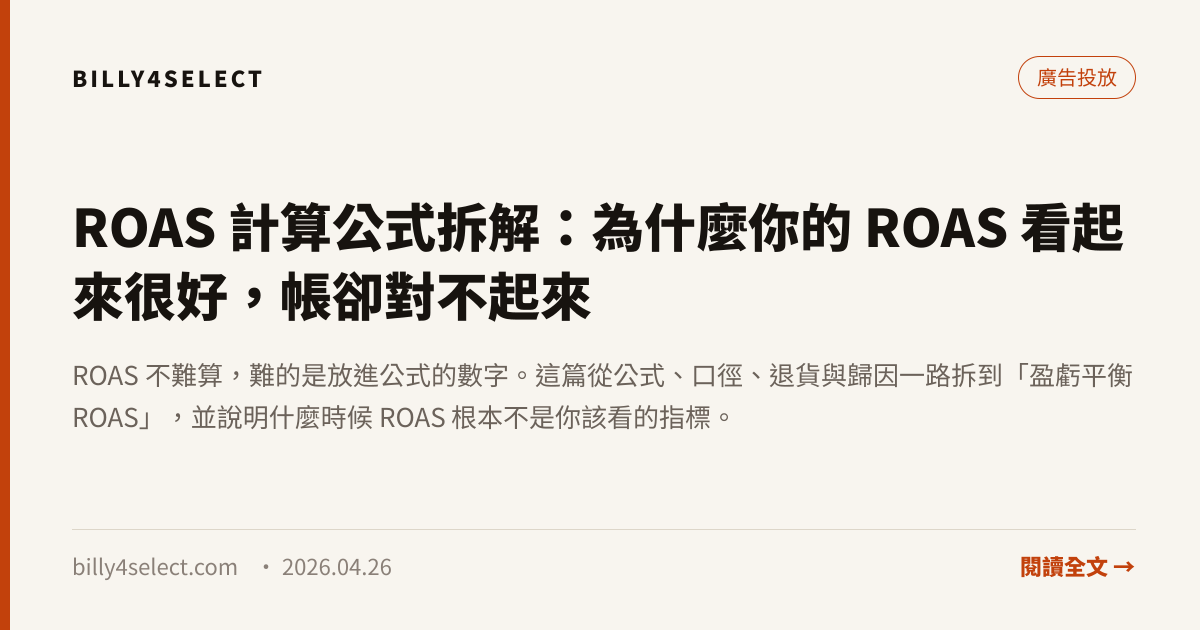 BILLY4SELECT
廣告投放
ROAS 計算公式拆解：為什麼你的 ROAS 看起
來很好，帳卻對不起來
ROAS 不難算，難的是放進公式的數字。這篇從公式、口徑、退貨與歸因一路拆到「盈虧平衡
ROAS」，並說明什麼時候 ROAS 根本不是你該看的指標。
billy4select.com ・ 2026.04.26
閱讀全文 →